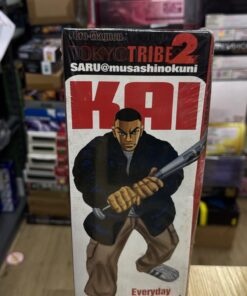 TOKYO TRIBE 2
SARU@musashinokuni
KAI
Everyday